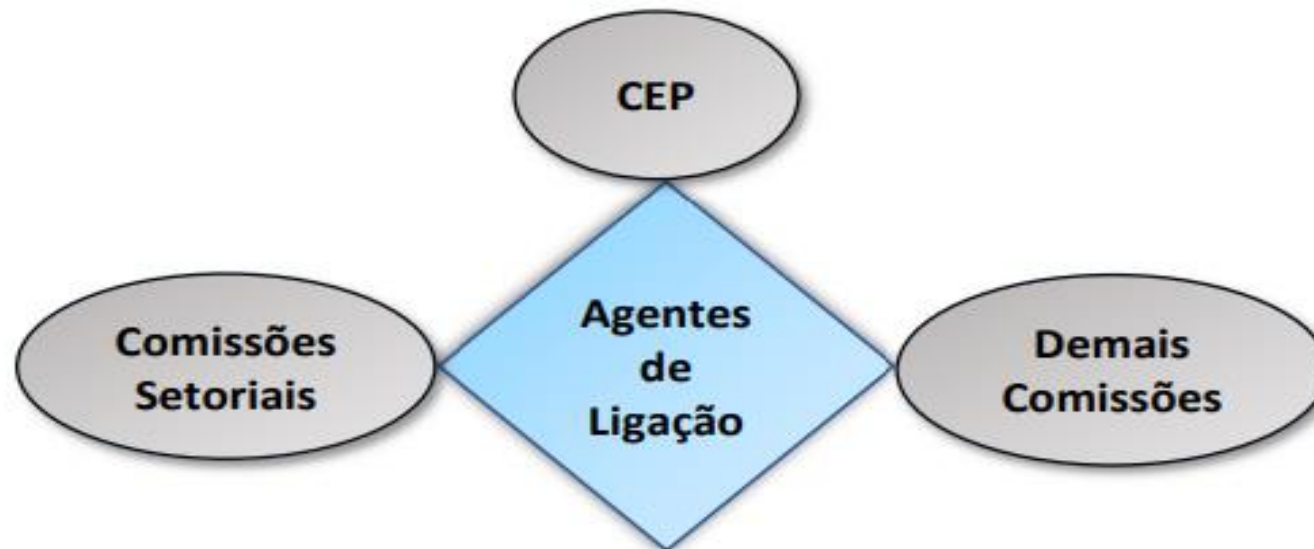 CEP
Comissões
Setoriais
Agentes
de
Ligação
Demais
Comissões